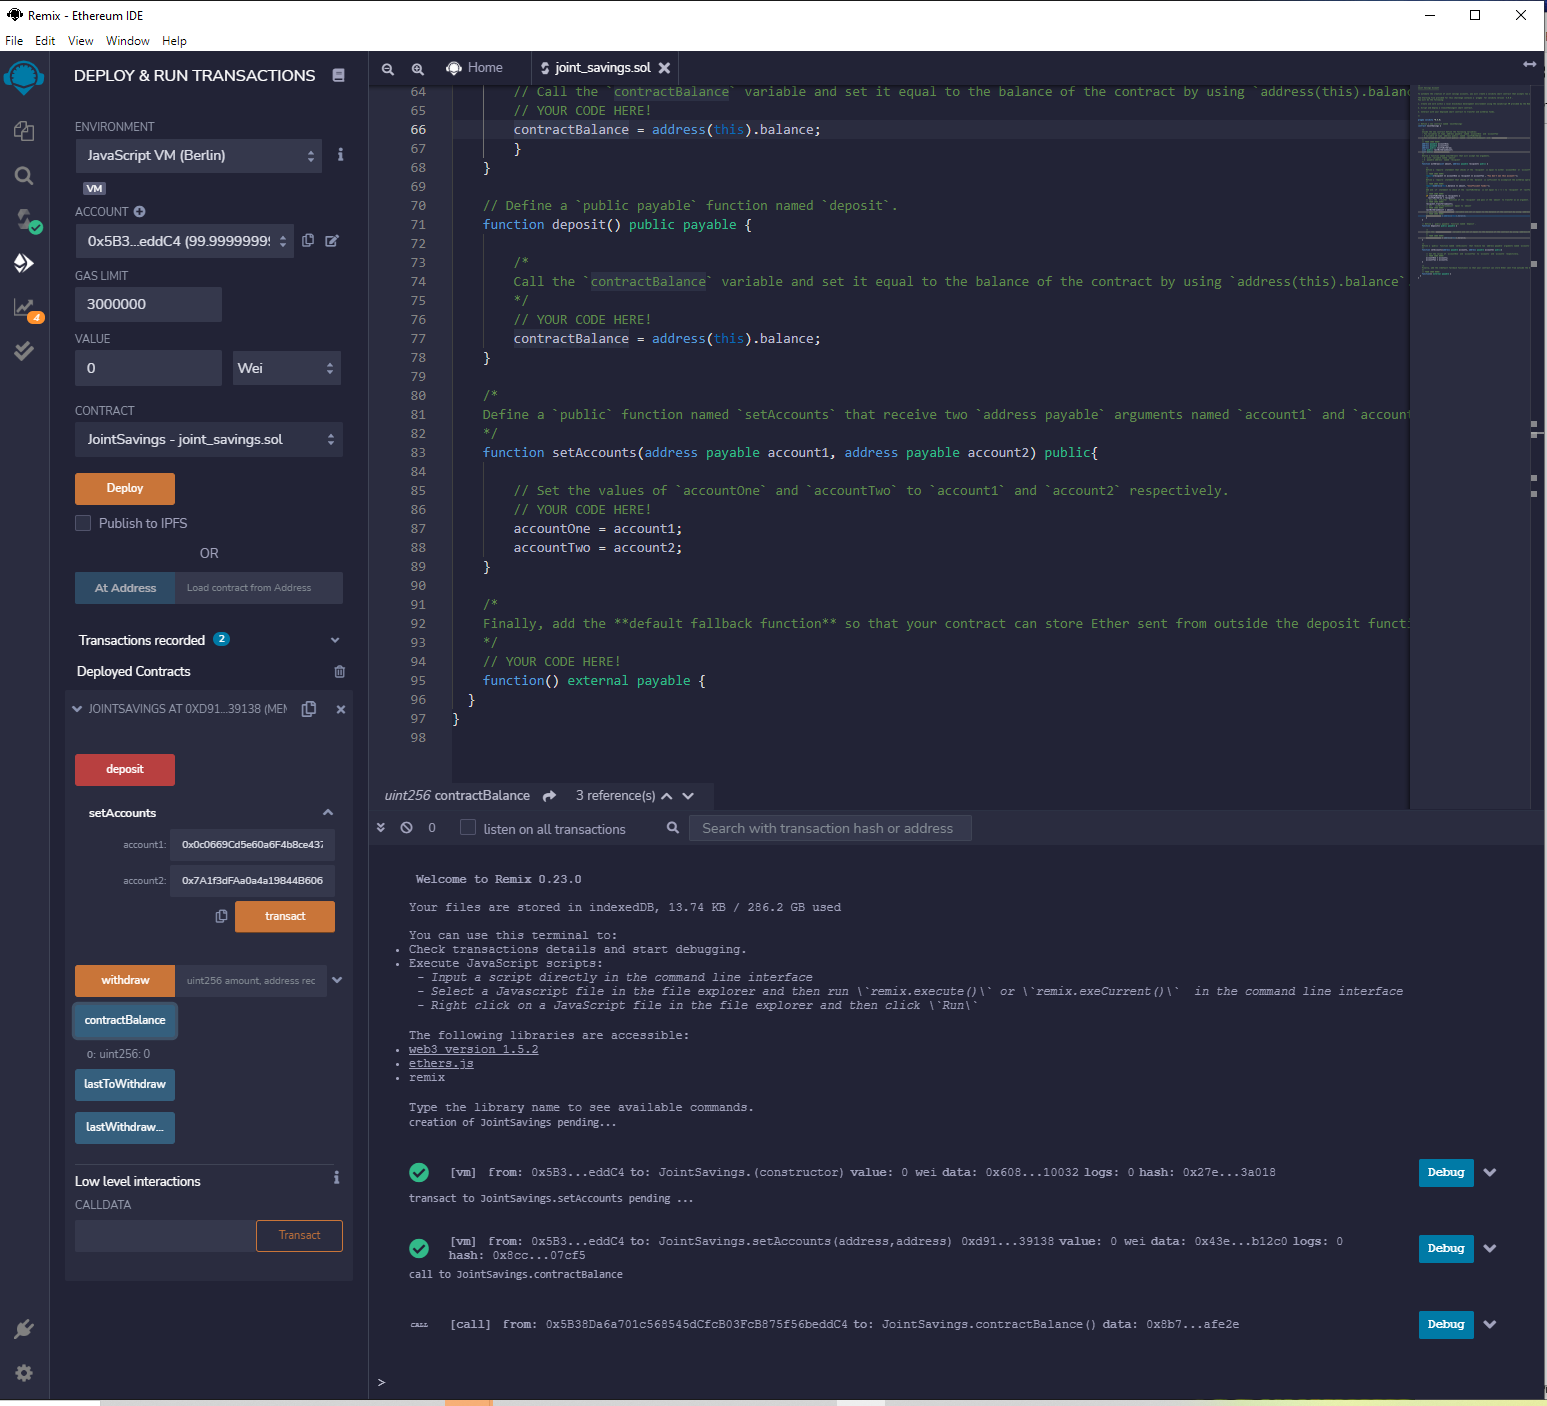 Remix - Ethereum IDE
File Edit View Window Help
DEPLOY & RUN TRANSACTIONS
ENVIRONMENT
JavaScript VM (Berlin)
VM
ACCOUNT
0x5B3...eddC4 (99.9999999
GAS LIMIT
3000000
VALUE
0
Wei
CONTRACT
JointSavings - joint_savings.sol
Deploy
Publish to IPFS
OR
At Address
Load contract from Address
4
Transactions recorded 2
Deployed Contracts
JOINTSAVINGS AT 0XD91...39138 (MEM
deposit
setAccounts
account1: 0x0c0669Cd5e60a6F4b8ce437
account2: 0x7A1f3dFAa0a4a19844B606
transact
withdraw
uint256 amount, address rec
contractBalance
0: uint256: 0
lastToWithdraw
lastWithdraw...
Low level interactions
CALLDATA
Transact
Home
joint_savings.sol
64 // Call the `contractBalance` variable and set it equal to the balance of the contract by using `address(this).balanc
65 // YOUR CODE HERE!
66 contractBalance = address(this).balance;
67 }
68 }
69
70 // Define a `public payable` function named `deposit`.
71 function deposit() public payable {
72
73 /*
74 Call the `contractBalance` variable and set it equal to the balance of the contract by using `address(this).balance`
75 */
76 // YOUR CODE HERE!
77 contractBalance = address(this).balance;
78 }
79
80 /*
81 Define a `public` function named `setAccounts` that receive two `address payable` arguments named `account1` and `account
82 */
83 function setAccounts(address payable account1, address payable account2) public{
84
85 // Set the values of `accountOne` and `accountTwo` to `account1` and `account2` respectively.
86 // YOUR CODE HERE!
87 accountOne = account1;
88 accountTwo = account2;
89 }
90
91 /*
92 Finally, add the **default fallback function** so that your contract can store Ether sent from outside the deposit functi
93 */
94 // YOUR CODE HERE!
95 function() external payable {
96 }
97 }
98
uint256 contractBalance 3 reference(s)
0 listen on all transactions Search with transaction hash or address
Welcome to Remix 0.23.0
Your files are stored in indexedDB, 13.74 KB / 286.2 GB used
You can use this terminal to:
• Check transactions details and start debugging.
• Execute JavaScript scripts:
- Input a script directly in the command line interface
- Select a Javascript file in the file explorer and then run \`remix.execute()\` or \`remix.exeCurrent()\` in the command line interface
- Right click on a JavaScript file in the file explorer and then click \`Run\`
The following libraries are accessible:
• web3 version 1.5.2
• ethers.js
• remix
Type the library name to see available commands.
creation of JointSavings pending...
[vm] from: 0x5B3...eddC4 to: JointSavings.(constructor) value: 0 wei data: 0x608...10032 logs: 0 hash: 0x27e...3a018
Debug
transact to JointSavings.setAccounts pending ...
[vm] from: 0x5B3...eddC4 to: JointSavings.setAccounts(address,address) 0xd91...39138 value: 0 wei data: 0x43e...b12c0 logs: 0
hash: 0x8cc...07cf5
Debug
call to JointSavings.contractBalance
CALL [call] from: 0x5B38Da6a701c568545dCfcB03FcB875f56beddC4 to: JointSavings.contractBalance() data: 0x8b7...afe2e
Debug
>